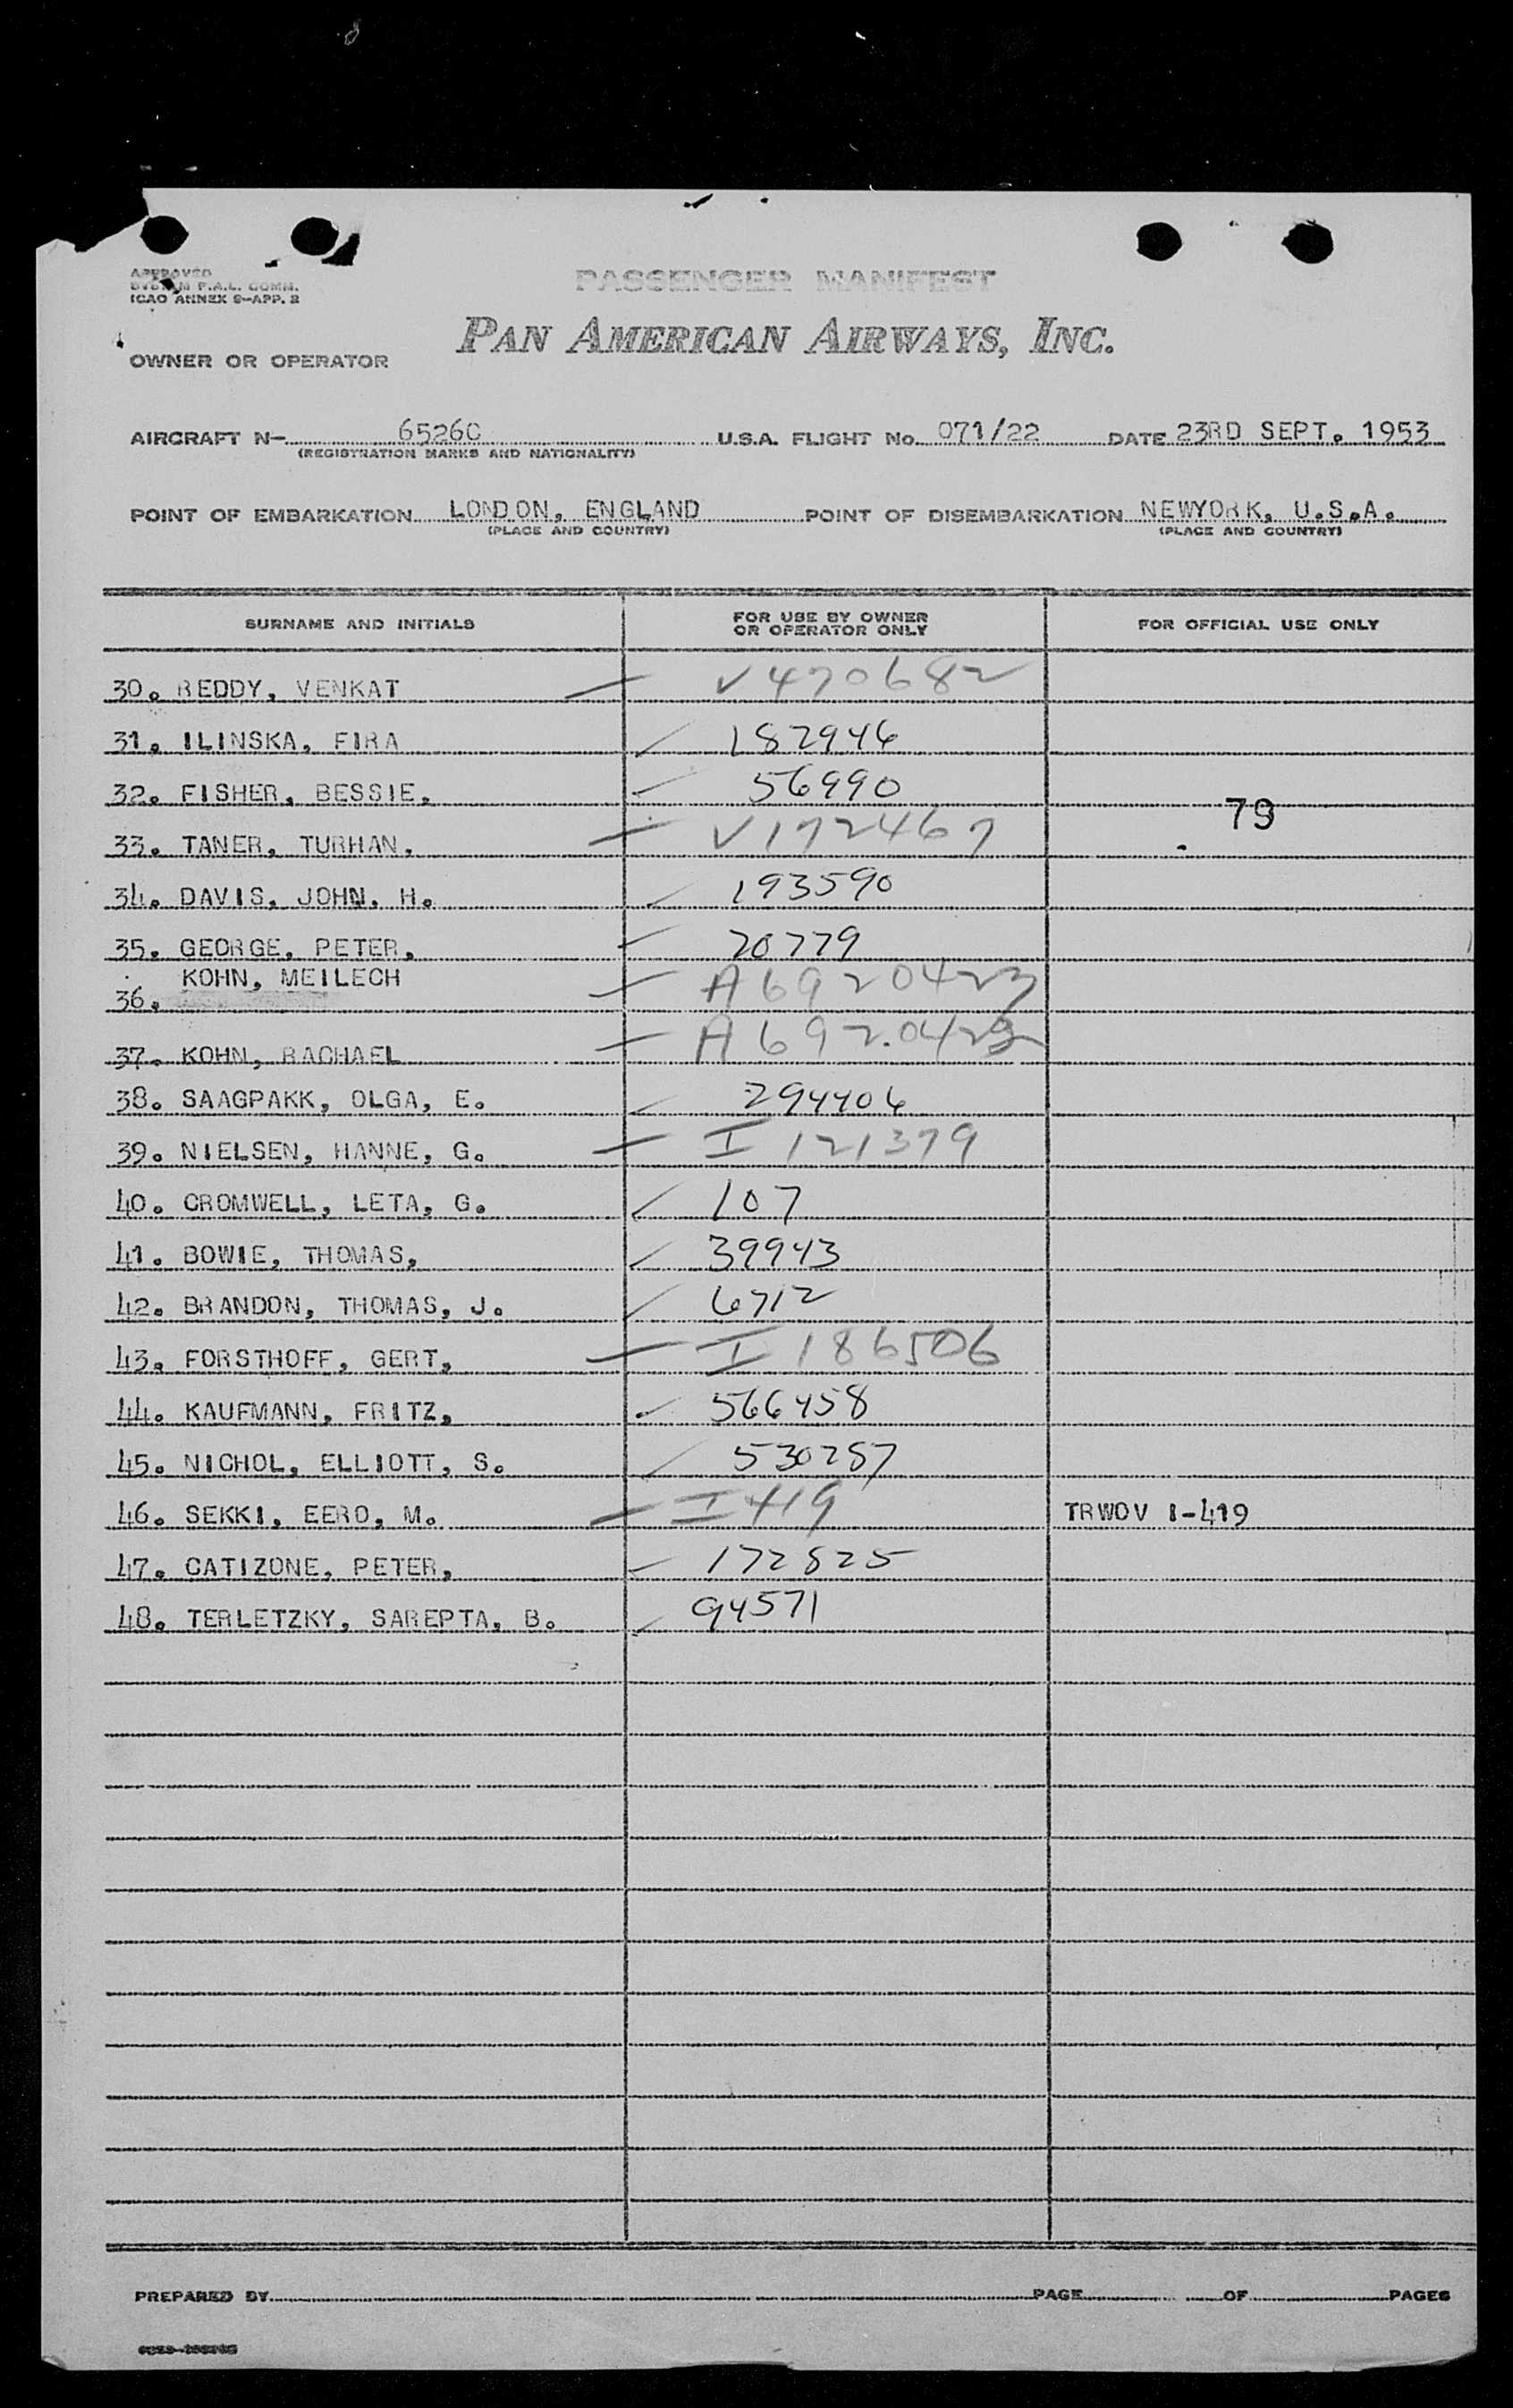 APPROVED
SYSTEM F.A.L. COMM.
ICAO ANNEX 9-APP. 2
PASSENGER MANIFEST
PAN AMERICAN AIRWAYS, INC.
OWNER OR OPERATOR
AIRCRAFT N- 6526C U.S.A. FLIGHT No. 071/22 DATE 23RD SEPT. 1953
(REGISTRATION MARKS AND NATIONALITY)
POINT OF EMBARKATION LONDON, ENGLAND POINT OF DISEMBARKATION NEWYORK, U.S.A.
(PLACE AND COUNTRY) (PLACE AND COUNTRY)
SURNAME AND INITIALS FOR USE BY OWNER OR OPERATOR ONLY FOR OFFICIAL USE ONLY
30. REDDY, VENKAT V470682
31. ILINSKA, FIRA 182946
32. FISHER, BESSIE, 56990
79
33. TANER, TURHAN, V172467
34. DAVIS, JOHN, H. 193590
35. GEORGE, PETER, 20779
36. KOHN, MEILECH A6920423
37. KOHN, RACHAEL A6920422
38. SAAGPAKK, OLGA, E. 294406
39. NIELSEN, HANNE, G. I 121379
40. CROMWELL, LETA, G. 107
41. BOWIE, THOMAS, 39943
42. BRANDON, THOMAS, J. 6712
43. FORSTHOFF, GERT, I 186506
44. KAUFMANN, FRITZ, 566458
45. NICHOL, ELLIOTT, S. 530287
46. SEKKI, EERO, M. I 419 TRWOV I-419
47. CATIZONE, PETER, 172825
48. TERLETZKY, SAREPTA, B. 94571
PREPARED BY PAGE OF PAGES